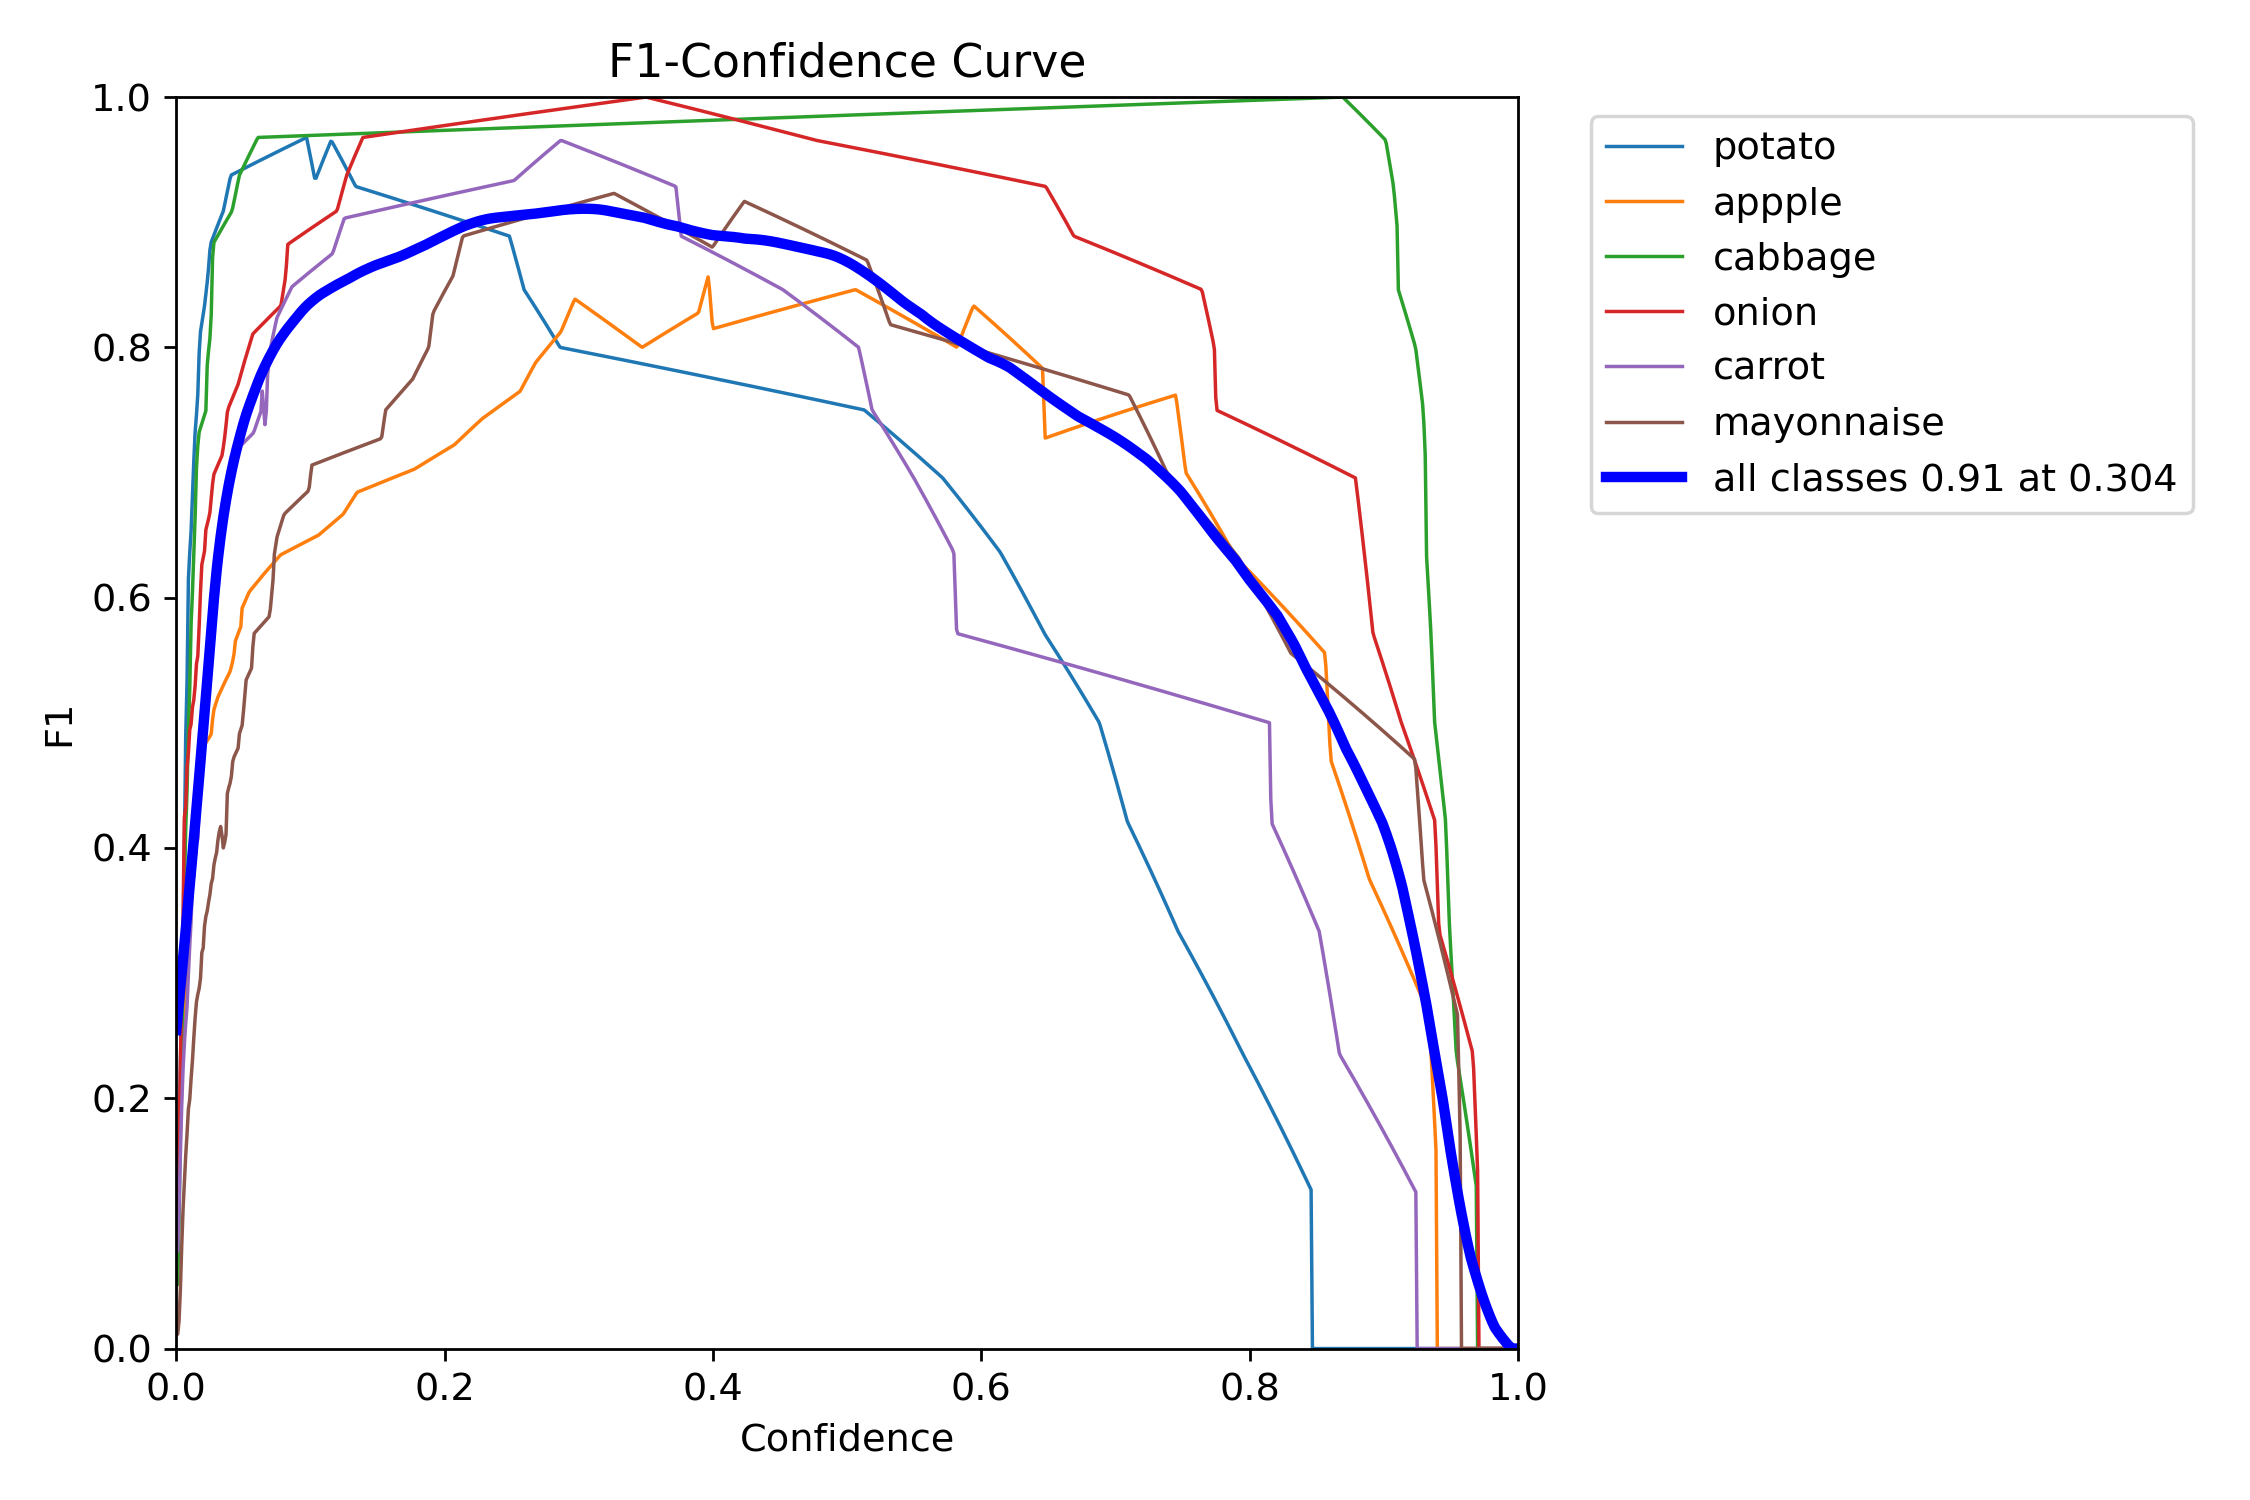 F1-Confidence Curve
1.0
0.8
0.6
0.4
0.2
0.0
F1
0.0 0.2 0.4 0.6 0.8 1.0
Confidence
potato
appple
cabbage
onion
carrot
mayonnaise
all classes 0.91 at 0.304